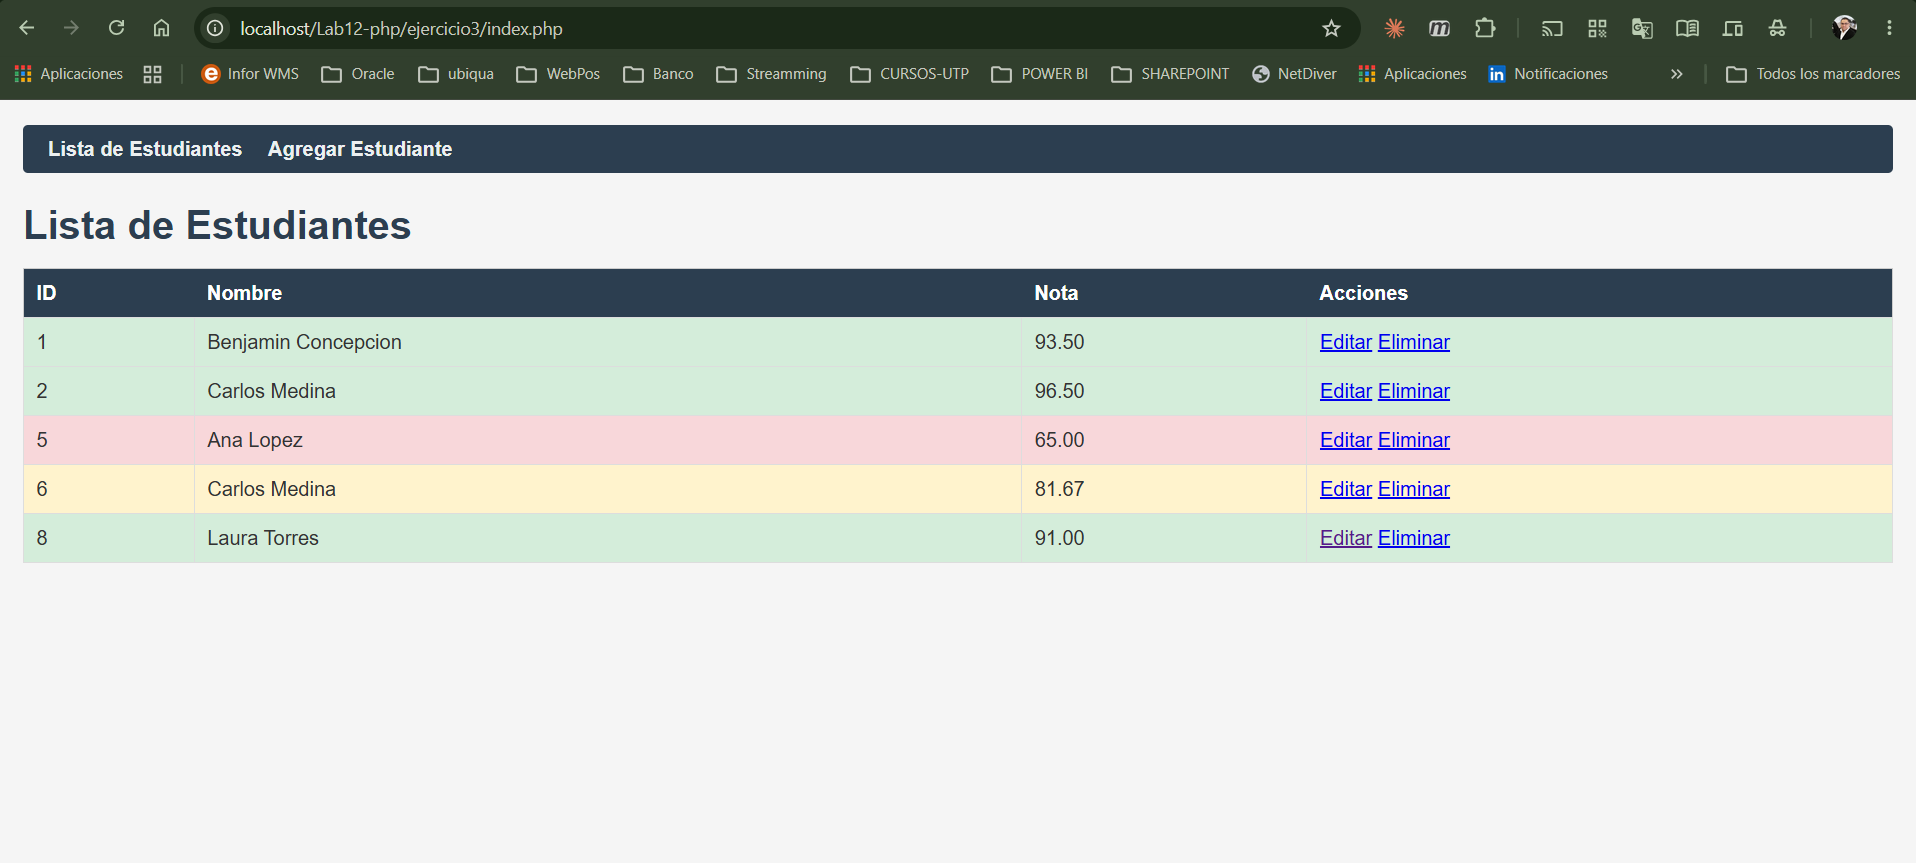 localhost/Lab12-php/ejercicio3/index.php
Aplicaciones Infor WMS Oracle ubiqua WebPos Banco Streamming CURSOS-UTP POWER BI SHAREPOINT NetDiver Aplicaciones in Notificaciones » Todos los marcadores
Lista de Estudiantes Agregar Estudiante
Lista de Estudiantes
ID Nombre Nota Acciones
1 Benjamin Concepcion 93.50 Editar Eliminar
2 Carlos Medina 96.50 Editar Eliminar
5 Ana Lopez 65.00 Editar Eliminar
6 Carlos Medina 81.67 Editar Eliminar
8 Laura Torres 91.00 Editar Eliminar